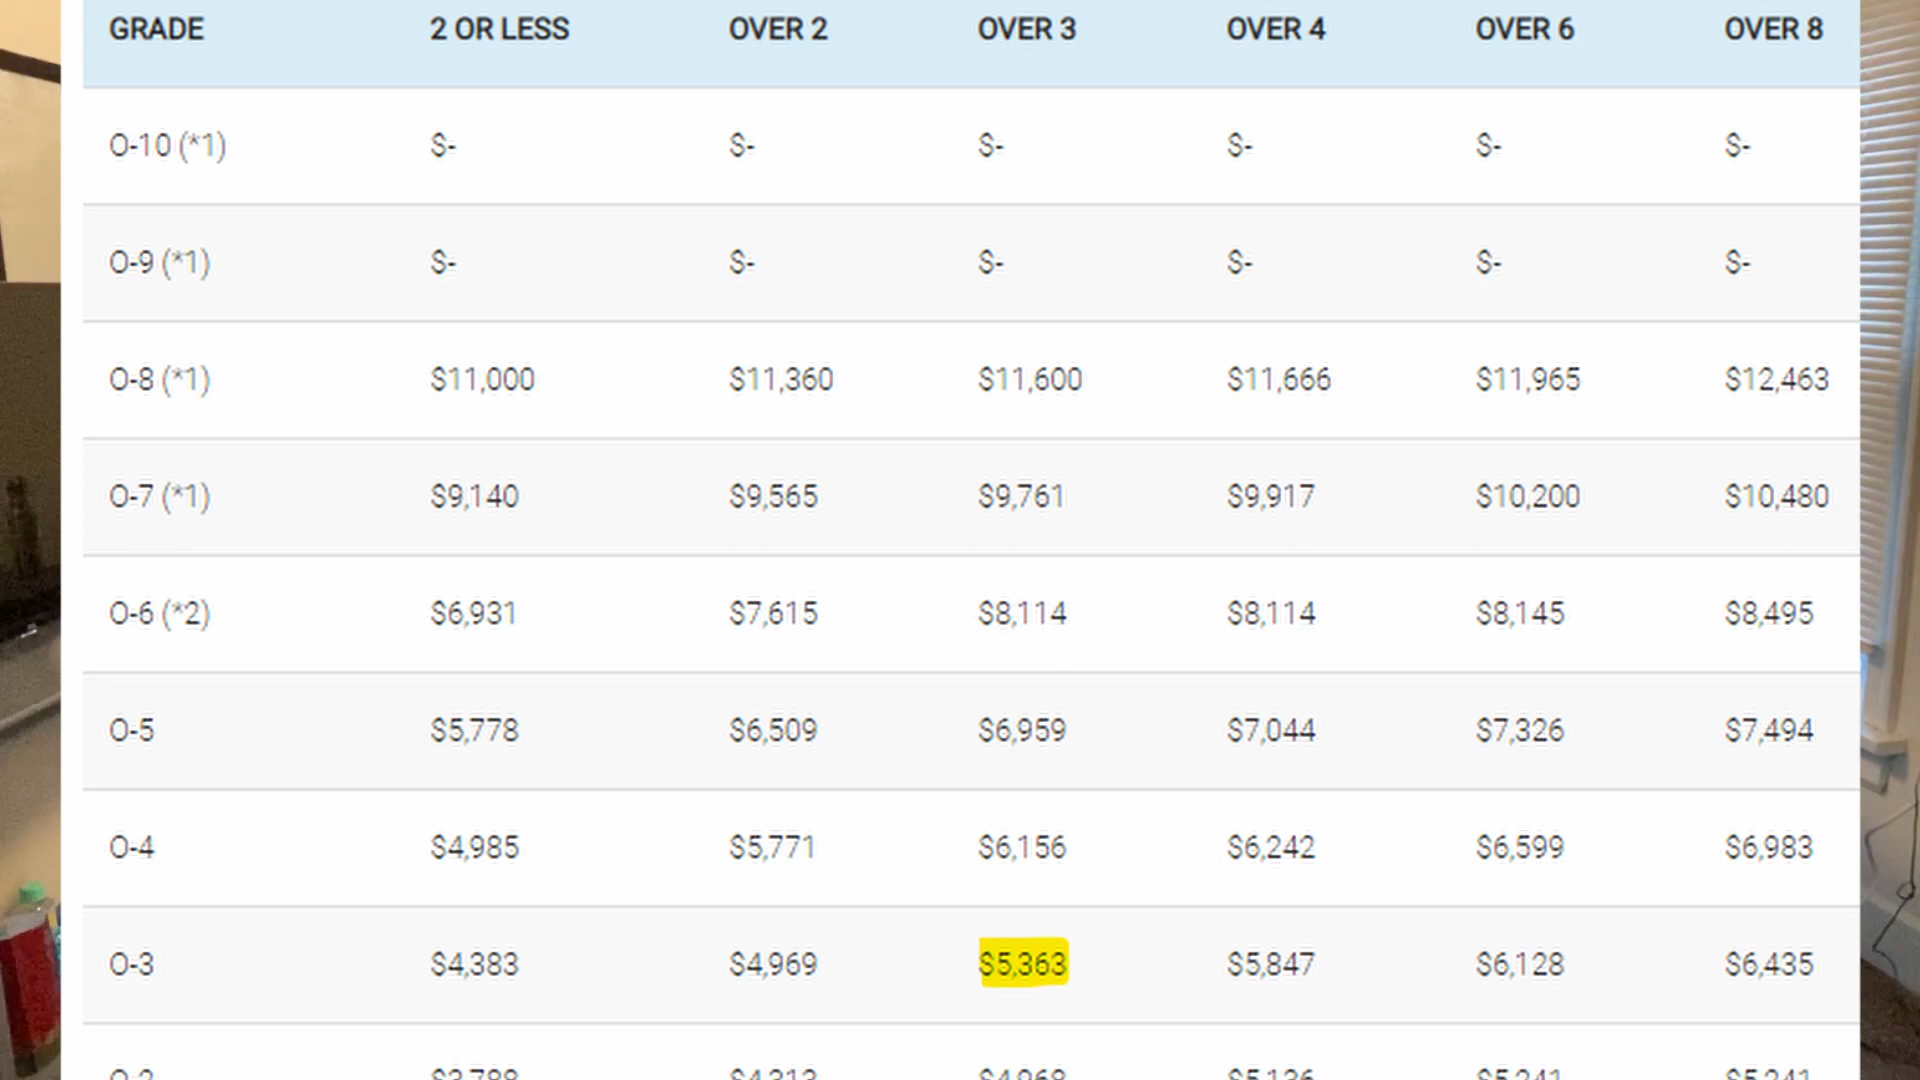 GRADE 2 OR LESS OVER 2 OVER 3 OVER 4 OVER 6 OVER 8
O-10 (*1) $- $- $- $- $- $-
O-9 (*1) $- $- $- $- $- $-
O-8 (*1) $11,000 $11,360 $11,600 $11,666 $11,965 $12,463
O-7 (*1) $9,140 $9,565 $9,761 $9,917 $10,200 $10,480
O-6 (*2) $6,931 $7,615 $8,114 $8,114 $8,145 $8,495
O-5 $5,778 $6,509 $6,959 $7,044 $7,326 $7,494
O-4 $4,985 $5,771 $6,156 $6,242 $6,599 $6,983
O-3 $4,383 $4,969 $5,363 $5,847 $6,128 $6,435